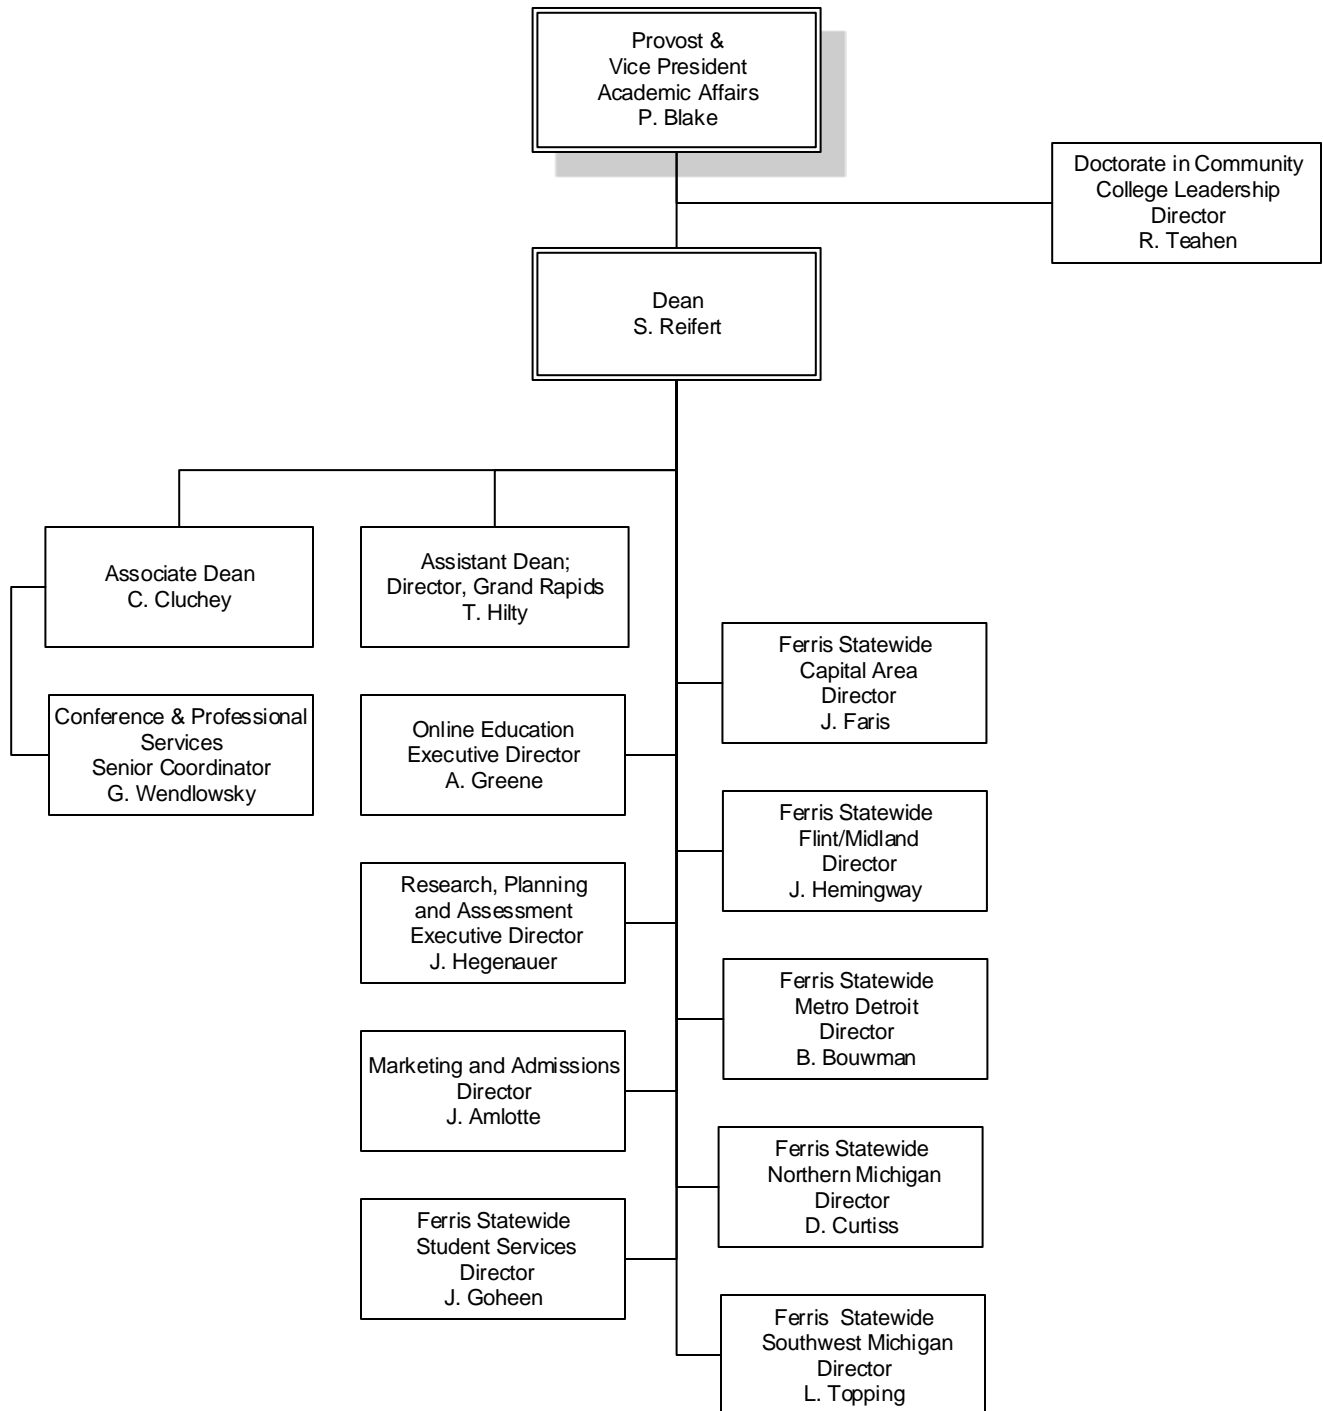 Provost &
Vice President
Academic Affairs
P. Blake
Doctorate in Community
College Leadership
Director
R. Teahen
Dean
S. Reifert
Associate Dean
C. Cluchey
Assistant Dean;
Director, Grand Rapids
T. Hilty
Conference & Professional
Services
Senior Coordinator
G. Wendlowsky
Online Education
Executive Director
A. Greene
Research, Planning
and Assessment
Executive Director
J. Hegenauer
Marketing and Admissions
Director
J. Amlotte
Ferris Statewide
Student Services
Director
J. Goheen
Ferris Statewide
Capital Area
Director
J. Faris
Ferris Statewide
Flint/Midland
Director
J. Hemingway
Ferris Statewide
Metro Detroit
Director
B. Bouwman
Ferris Statewide
Northern Michigan
Director
D. Curtiss
Ferris Statewide
Southwest Michigan
Director
L. Topping